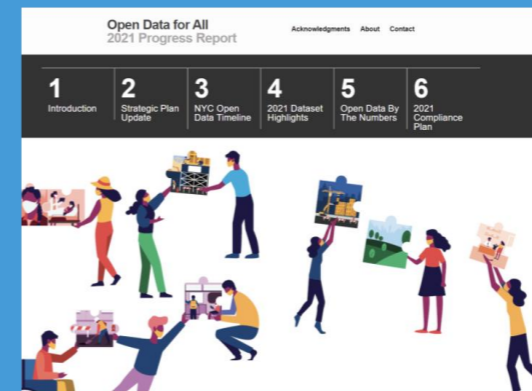 Open Data for All
2021 Progress Report
Acknowledgments About Contact
1
Introduction
2
Strategic Plan
Update
3
NYC Open
Data Timeline
4
2021 Dataset
Highlights
5
Open Data By
The Numbers
6
2021
Compliance
Plan